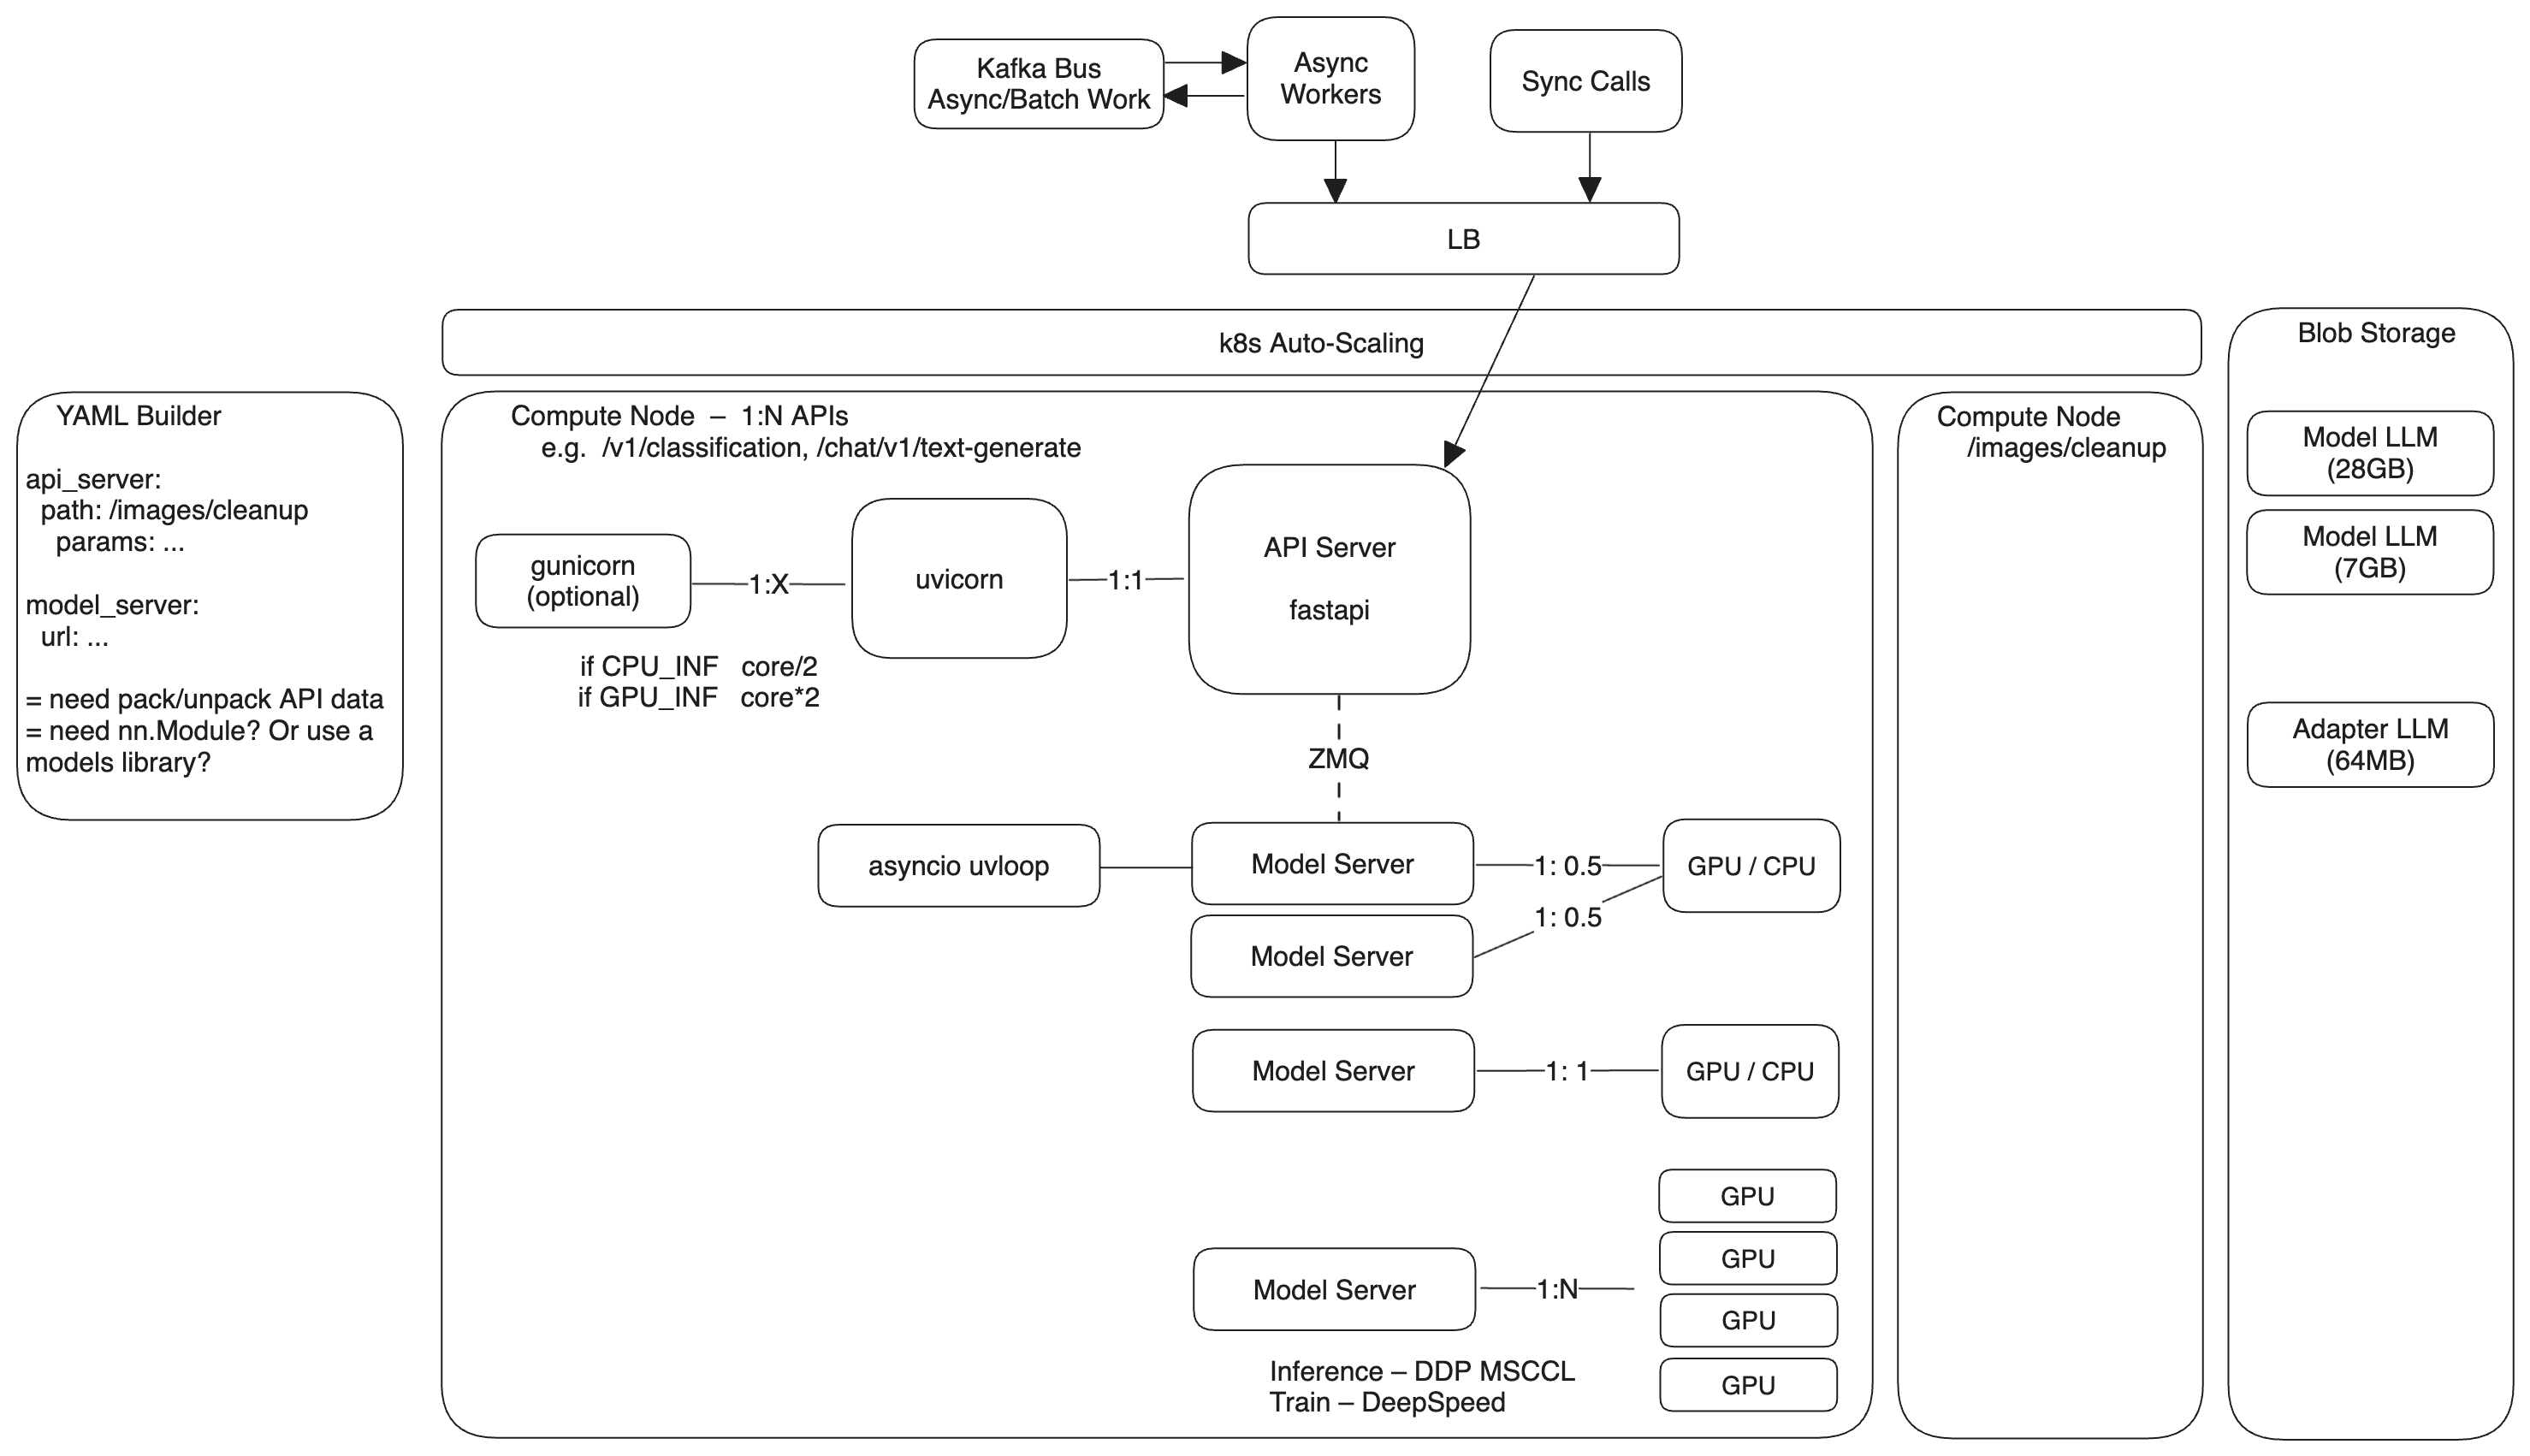 Kafka Bus
Async/Batch Work
Async
Workers
Sync Calls
LB
k8s Auto-Scaling
YAML Builder
api_server:
path: /images/cleanup
params: ...
model_server:
url: ...
= need pack/unpack API data
= need nn.Module? Or use a
models library?
Compute Node – 1:N APIs
e.g. /v1/classification, /chat/v1/text-generate
gunicorn
(optional)
1:X
uvicorn
1:1
API Server
fastapi
if CPU_INF core/2
if GPU_INF core*2
ZMQ
asyncio uvloop
Model Server
1: 0.5
GPU / CPU
1: 0.5
Model Server
Model Server
1: 1
GPU / CPU
GPU
GPU
Model Server
1:N
GPU
GPU
Inference – DDP MSCCL
Train – DeepSpeed
Compute Node
/images/cleanup
Blob Storage
Model LLM
(28GB)
Model LLM
(7GB)
Adapter LLM
(64MB)